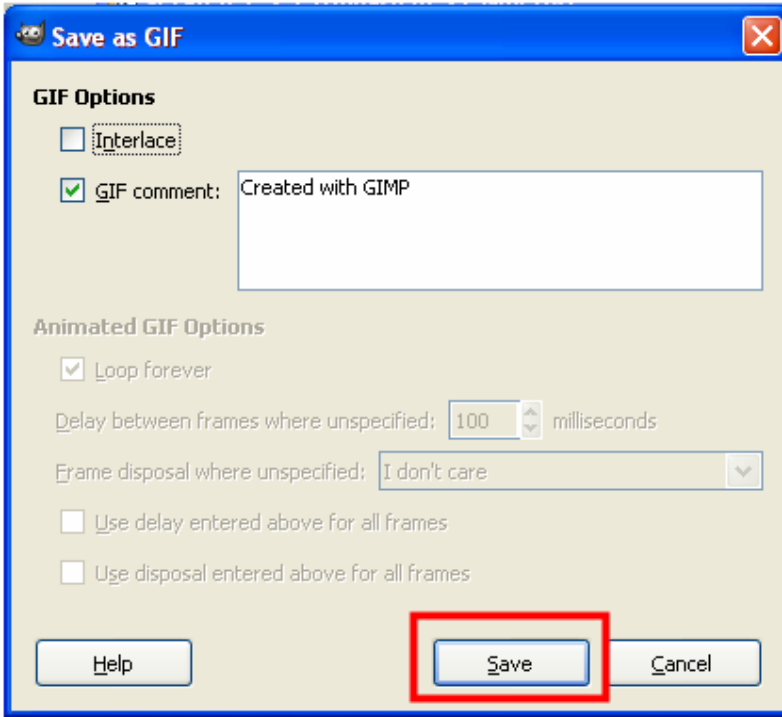 Save as GIF
GIF Options
Interlace
GIF comment: Created with GIMP
Animated GIF Options
Loop forever
Delay between frames where unspecified: 100 milliseconds
Frame disposal where unspecified: I don't care
Use delay entered above for all frames
Use disposal entered above for all frames
Help Save Cancel